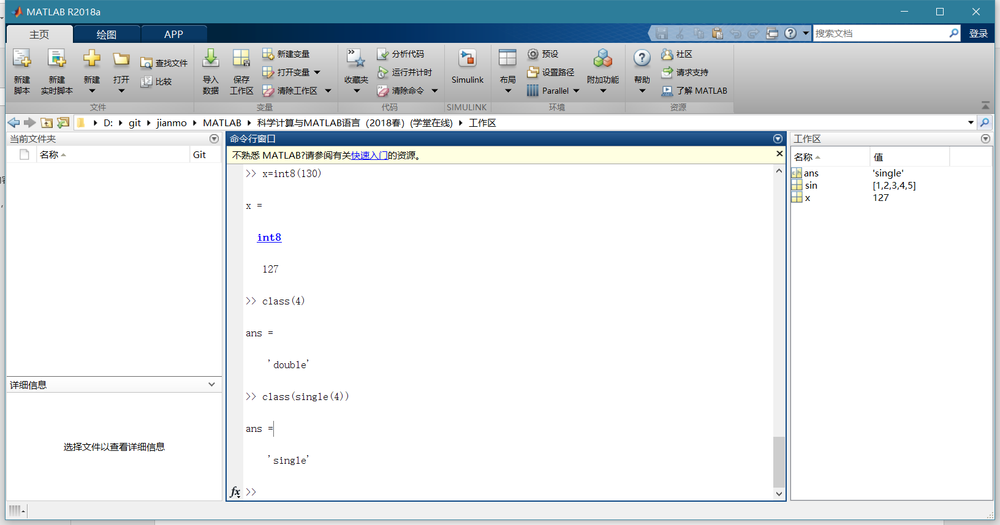 MATLAB R2018a
主页 绘图 APP
搜索文档 登录
新建脚本
新建实时脚本
新建
打开
查找文件
比较
文件
导入数据
保存工作区
新建变量
打开变量
清除工作区
变量
收藏夹
分析代码
运行并计时
清除命令
代码
Simulink
SIMULINK
布局
预设
设置路径
Parallel
附加功能
环境
帮助
社区
请求支持
了解 MATLAB
资源
D: git jianmo MATLAB 科学计算与MATLAB语言（2018春）(学堂在线) 工作区
当前文件夹
名称 Git
详细信息
选择文件以查看详细信息
命令行窗口
不熟悉 MATLAB?请参阅有关快速入门的资源。
>> x=int8(130)
x =
int8
127
>> class(4)
ans =
'double'
>> class(single(4))
ans =
'single'
fx >>
工作区
名称 值
ans 'single'
sin [1,2,3,4,5]
x 127